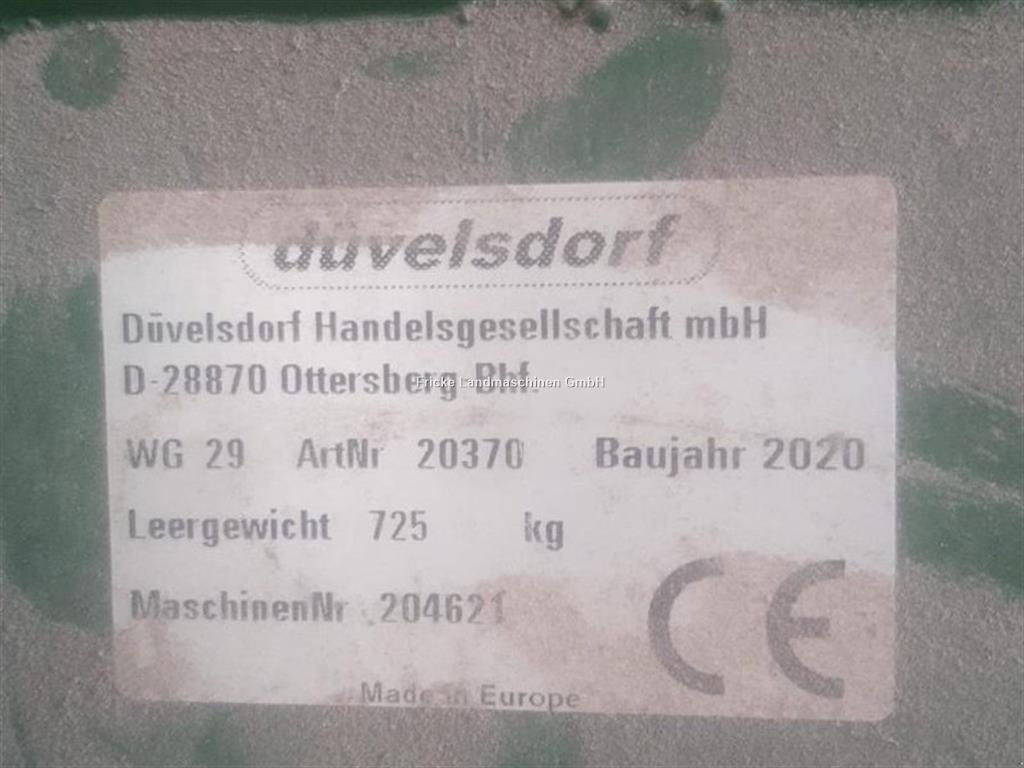 düvelsdorf
Düvelsdorf Handelsgesellschaft mbH
D-28870 Ottersberg Bhf.
Fricke Landmaschinen GmbH
WG 29 ArtNr 20370 Baujahr 2020
Leergewicht 725 kg
MaschinenNr 204621
CE
Made in Europe